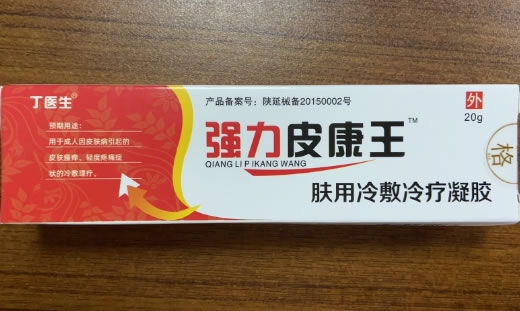 丁医生®
预期用途:
用于成人因皮肤病引起的
皮肤瘙痒、轻度疼痛症
状的冷敷理疗。
产品备案号：陕延械备20150002号
强力皮康王™
QIANG LI P IKANG WANG
肤用冷敷冷疗凝胶
外
20g
格